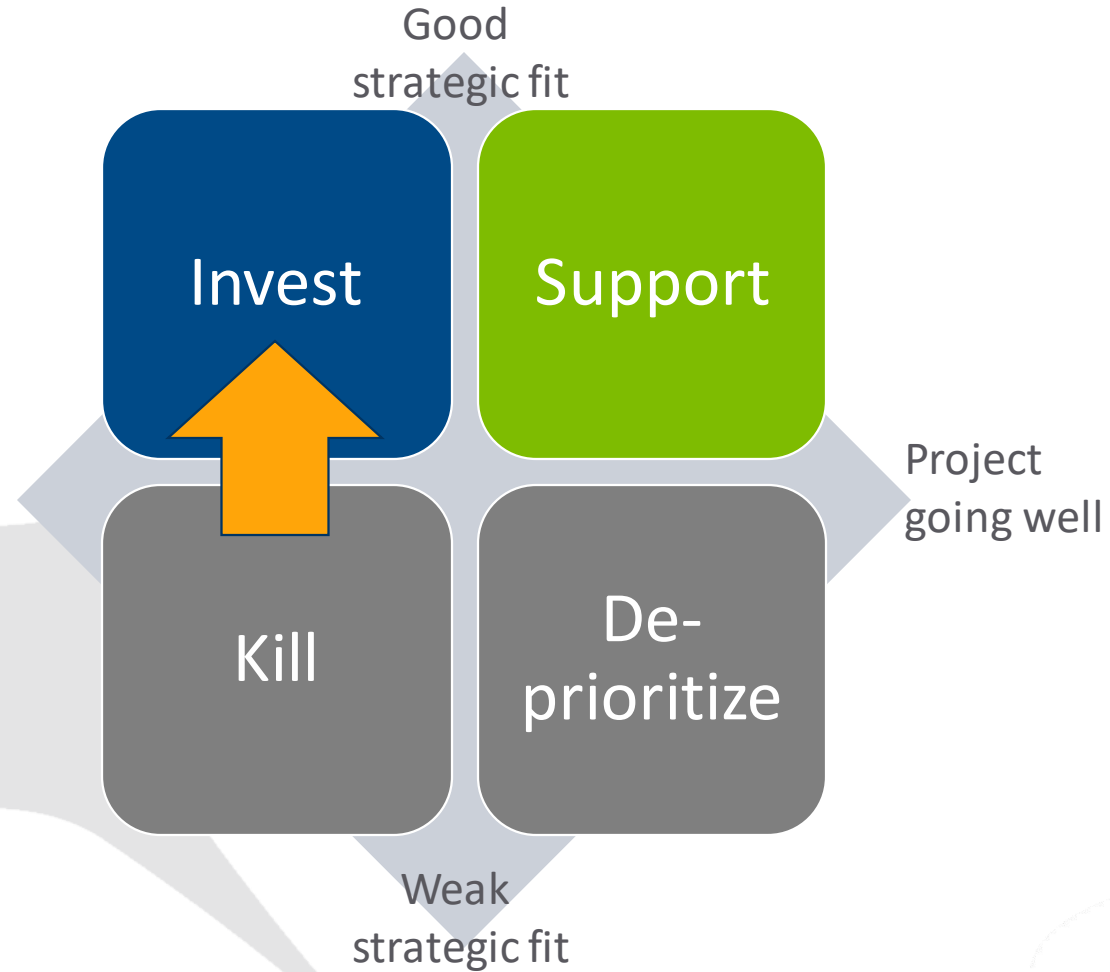 Good
strategic fit
Invest
Support
Project
going well
Kill
De-
prioritize
Weak
strategic fit